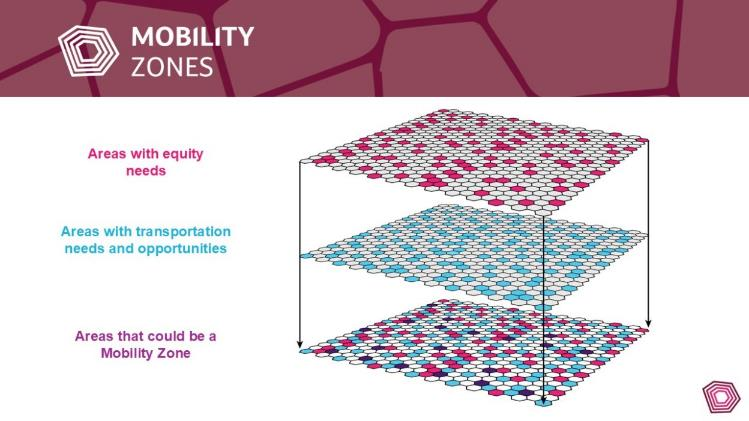 MOBILITY
ZONES
Areas with equity
needs
Areas with transportation
needs and opportunities
Areas that could be a
Mobility Zone